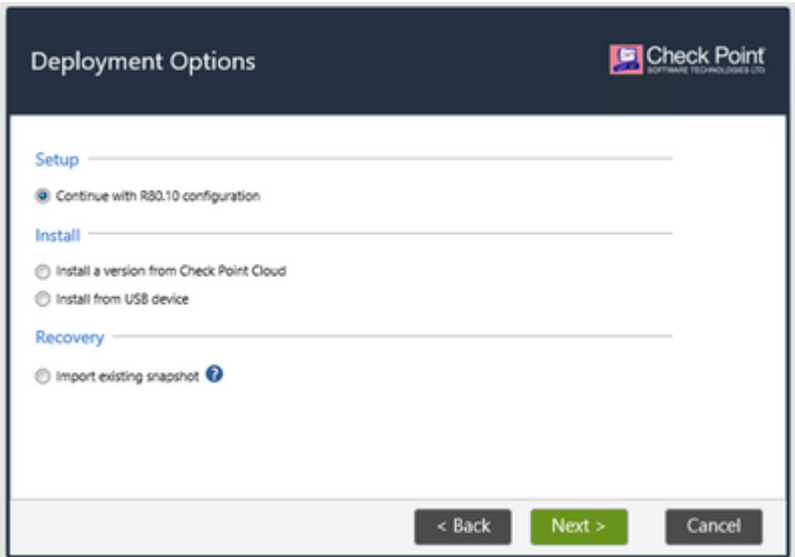 Deployment Options
Check Point
SOFTWARE TECHNOLOGIES LTD.
Setup
Continue with R80.10 configuration
Install
Install a version from Check Point Cloud
Install from USB device
Recovery
Import existing snapshot ?
< Back Next > Cancel